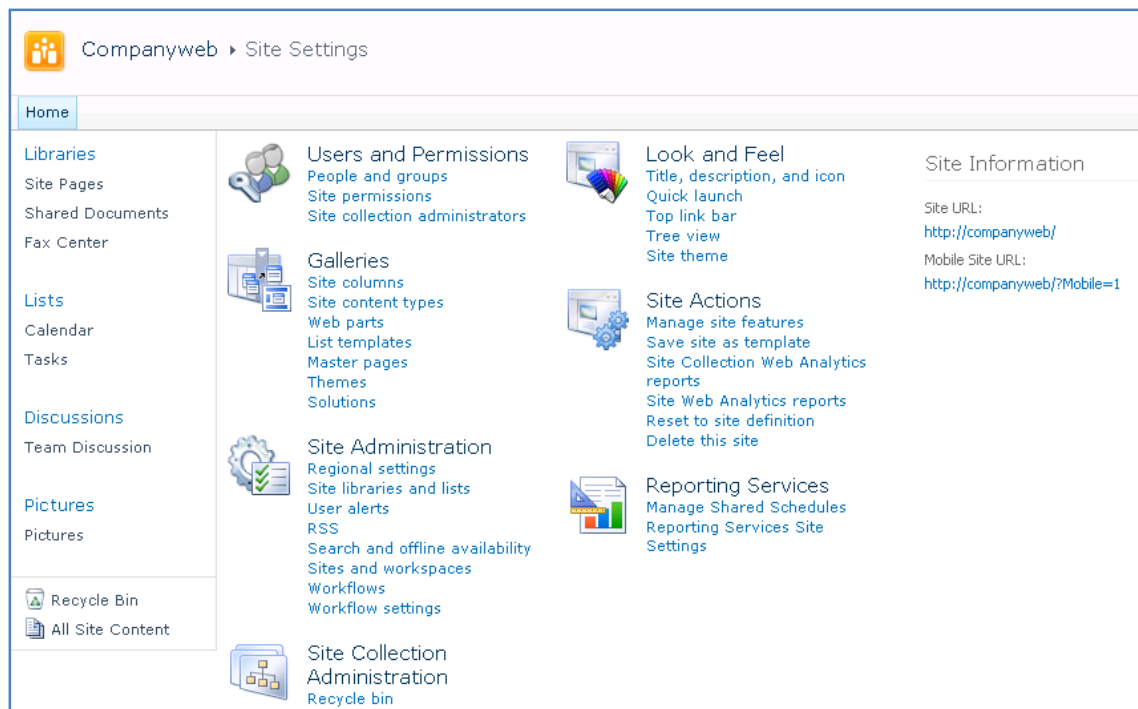 Companyweb ▸ Site Settings
Home
Libraries
Site Pages
Shared Documents
Fax Center
Lists
Calendar
Tasks
Discussions
Team Discussion
Pictures
Pictures
Recycle Bin
All Site Content
Users and Permissions
People and groups
Site permissions
Site collection administrators
Galleries
Site columns
Site content types
Web parts
List templates
Master pages
Themes
Solutions
Site Administration
Regional settings
Site libraries and lists
User alerts
RSS
Search and offline availability
Sites and workspaces
Workflows
Workflow settings
Site Collection
Administration
Recycle bin
Look and Feel
Title, description, and icon
Quick launch
Top link bar
Tree view
Site theme
Site Actions
Manage site features
Save site as template
Site Collection Web Analytics
reports
Site Web Analytics reports
Reset to site definition
Delete this site
Reporting Services
Manage Shared Schedules
Reporting Services Site
Settings
Site Information
Site URL:
http://companyweb/
Mobile Site URL:
http://companyweb/?Mobile=1